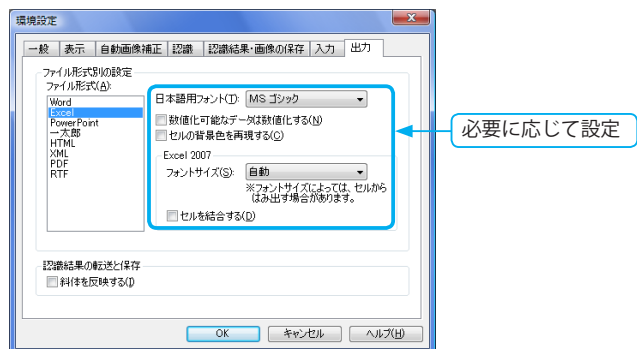 環境設定
一般 表示 自動画像補正 認識 認識結果・画像の保存 入力 出力
ファイル形式別の設定
ファイル形式(A):
Word
Excel
PowerPoint
一太郎
HTML
XML
PDF
RTF
日本語用フォント(T): MS ゴシック
数値化可能なデータは数値化する(N)
セルの背景色を再現する(C)
Excel 2007
フォントサイズ(S): 自動
※フォントサイズによっては、セルから
はみ出す場合があります。
セルを結合する(D)
必要に応じて設定
認識結果の転送と保存
斜体を反映する(I)
OK キャンセル ヘルプ(H)